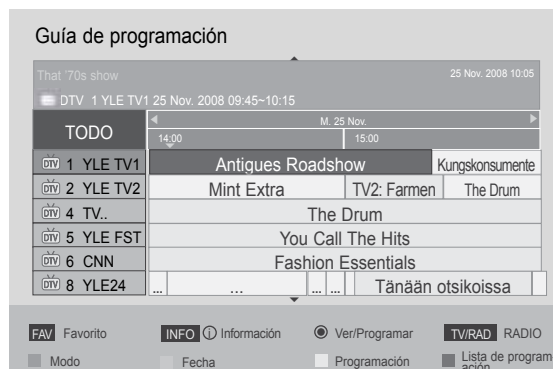 Guía de programación
That '70s show 25 Nov. 2008 10:05
DTV 1 YLE TV1 25 Nov. 2008 09:45~10:15
TODO
M. 25 Nov.
14:00 15:00
DTV 1 YLE TV1 Antigues Roadshow Kungskonsumente
DTV 2 YLE TV2 Mint Extra TV2: Farmen The Drum
DTV 4 TV.. The Drum
DTV 5 YLE FST You Call The Hits
DTV 6 CNN Fashion Essentials
DTV 8 YLE24 ... ... ... ... Tänään otsikoissa
FAV Favorito INFO i Información Ver/Programar TV/RAD RADIO
Modo Fecha Programación Lista de program
ación